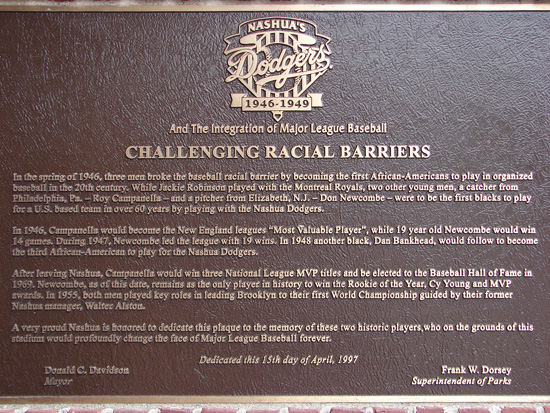 NASHUA'S
Dodgers
1946-1949
And The Integration of Major League Baseball
CHALLENGING RACIAL BARRIERS
In the spring of 1946, three men broke the baseball racial barrier by becoming the first African-Americans to play in organized
baseball in the 20th century. While Jackie Robinson played with the Montreal Royals, two other young men, a catcher from
Philadelphia, Pa. – Roy Campanella – and a pitcher from Elizabeth, N.J. – Don Newcombe – were to be the first blacks to play
for a U.S. based team in over 60 years by playing with the Nashua Dodgers.
In 1946, Campanella would become the New England leagues "Most Valuable Player", while 19 year old Newcombe would win
14 games. During 1947, Newcombe led the league with 19 wins. In 1948 another black, Dan Bankhead, would follow to become
the third African-American to play for the Nashua Dodgers.
After leaving Nashua, Campanella would win three National League MVP titles and be elected to the Baseball Hall of Fame in
1969. Newcombe, as of this date, remains as the only player in history to win the Rookie of the Year, Cy Young and MVP
awards. In 1955, both men played key roles in leading Brooklyn to their first World Championship guided by their former
Nashua manager, Walter Alston.
A very proud Nashua is honored to dedicate this plaque to the memory of these two historic players,who on the grounds of this
stadium would profoundly change the face of Major League Baseball forever.
Dedicated this 15th day of April, 1997
Donald C. Davidson
Mayor
Frank W. Dorsey
Superintendent of Parks